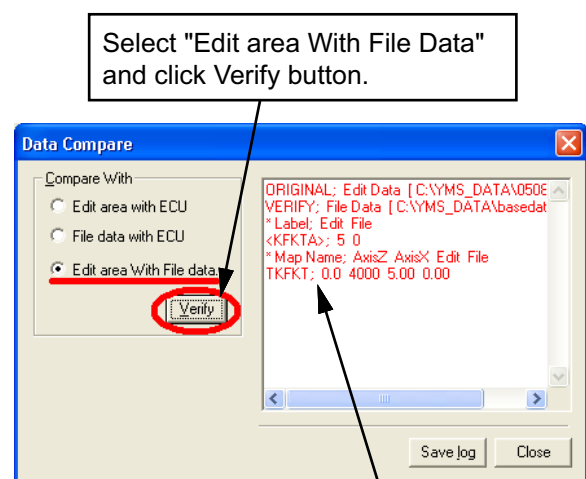 Select "Edit area With File Data"
and click Verify button.
Data Compare
Compare With
Edit area with ECU
File data with ECU
Edit area With File data.
Verify
ORIGINAL; Edit Data [ C:\YMS_DATA\0508
VERIFY; File Data [ C:\YMS_DATA\basedat
* Label; Edit File
<KFKTA>; 5 0
* Map Name; AxisZ AxisX Edit File
TKFKT; 0.0 4000 5.00 0.00
Save log
Close